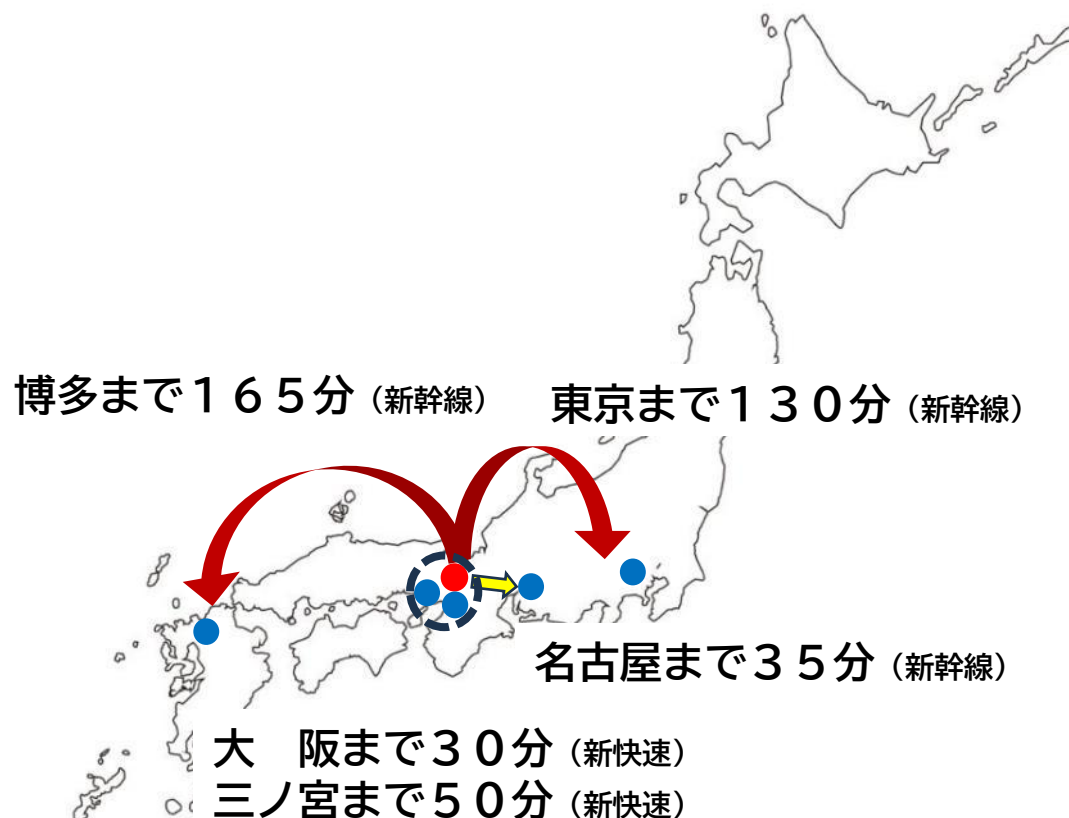 博多まで１６５分（新幹線）
東京まで１３０分（新幹線）
名古屋まで３５分（新幹線）
大　阪まで３０分（新快速）
三ノ宮まで５０分（新快速）